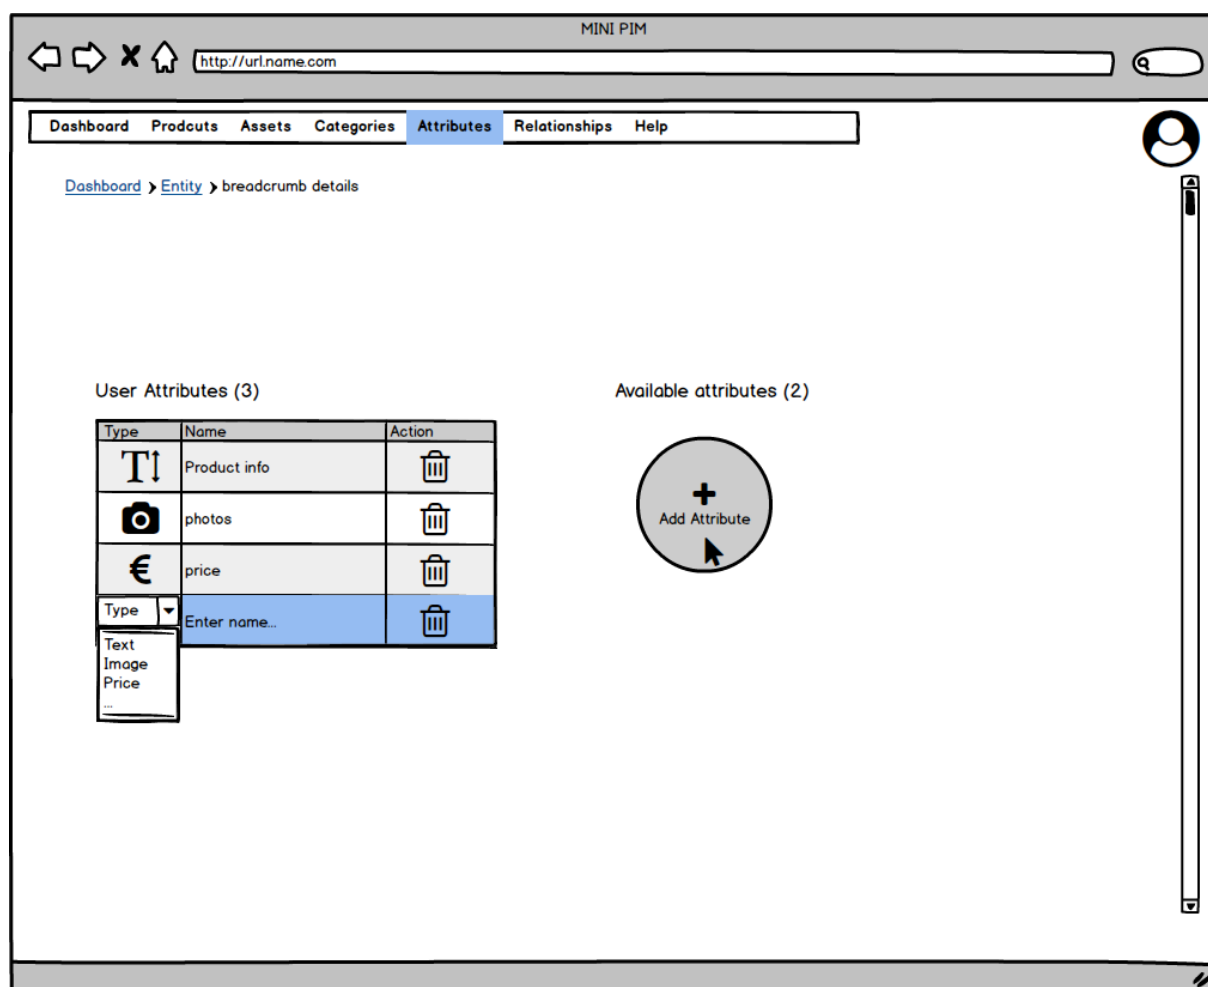 MINI PIM
http://url.name.com
Dashboard Prodcuts Assets Categories Attributes Relationships Help
Dashboard > Entity > breadcrumb details
User Attributes (3)
Available attributes (2)
Type Name Action
T Product info
photos
€ price
Type Enter name...
Text
Image
Price
...
+
Add Attribute